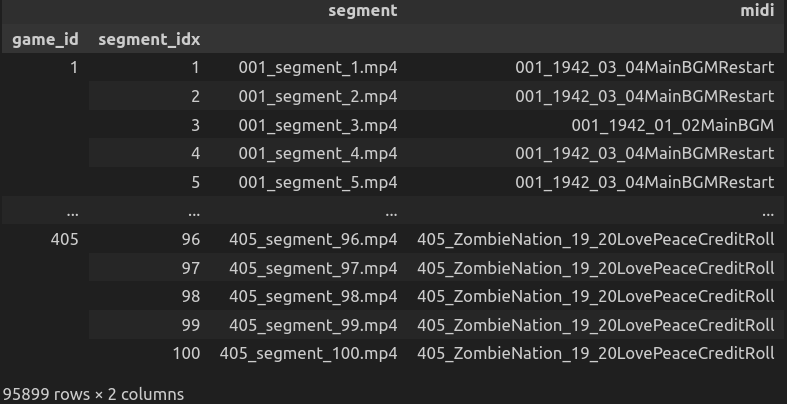 segment midi
game_id segment_idx
1 1 001_segment_1.mp4 001_1942_03_04MainBGMRestart
2 001_segment_2.mp4 001_1942_03_04MainBGMRestart
3 001_segment_3.mp4 001_1942_01_02MainBGM
4 001_segment_4.mp4 001_1942_03_04MainBGMRestart
5 001_segment_5.mp4 001_1942_03_04MainBGMRestart
... ... ... ...
405 96 405_segment_96.mp4 405_ZombieNation_19_20LovePeaceCreditRoll
97 405_segment_97.mp4 405_ZombieNation_19_20LovePeaceCreditRoll
98 405_segment_98.mp4 405_ZombieNation_19_20LovePeaceCreditRoll
99 405_segment_99.mp4 405_ZombieNation_19_20LovePeaceCreditRoll
100 405_segment_100.mp4 405_ZombieNation_19_20LovePeaceCreditRoll
95899 rows × 2 columns